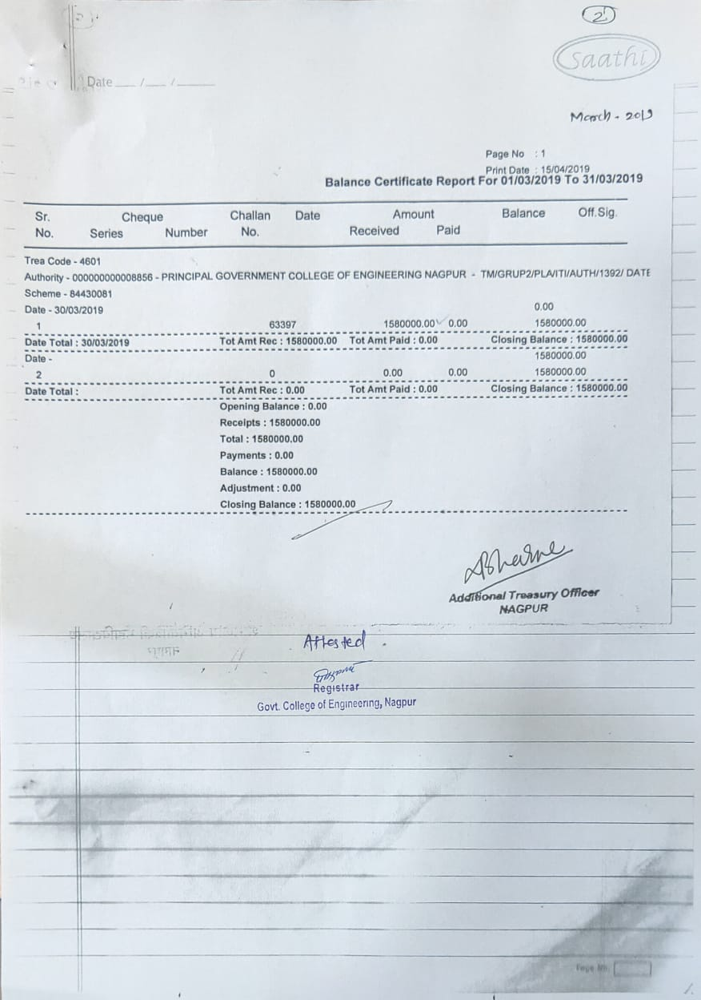 2
saathi
Date ___/___/______
March - 2019
Page No : 1
Print Date : 15/04/2019
Balance Certificate Report For 01/03/2019 To 31/03/2019
Sr. Cheque Challan Date Amount Balance Off.Sig.
No. Series Number No. Received Paid
Trea Code - 4601
Authority - 000000000008856 - PRINCIPAL GOVERNMENT COLLEGE OF ENGINEERING NAGPUR - TM/GRUP2/PLA/ITI/AUTH/1392/ DATE
Scheme - 84430081
Date - 30/03/2019 0.00
1 63397 1580000.00 0.00 1580000.00
Date Total : 30/03/2019 Tot Amt Rec : 1580000.00 Tot Amt Paid : 0.00 Closing Balance : 1580000.00
Date - 1580000.00
2 0 0.00 0.00 1580000.00
Date Total : Tot Amt Rec : 0.00 Tot Amt Paid : 0.00 Closing Balance : 1580000.00
Opening Balance : 0.00
Receipts : 1580000.00
Total : 1580000.00
Payments : 0.00
Balance : 1580000.00
Adjustment : 0.00
Closing Balance : 1580000.00
Additional Treasury Officer
NAGPUR
Attested
Registrar
Govt. College of Engineering, Nagpur
Page No.